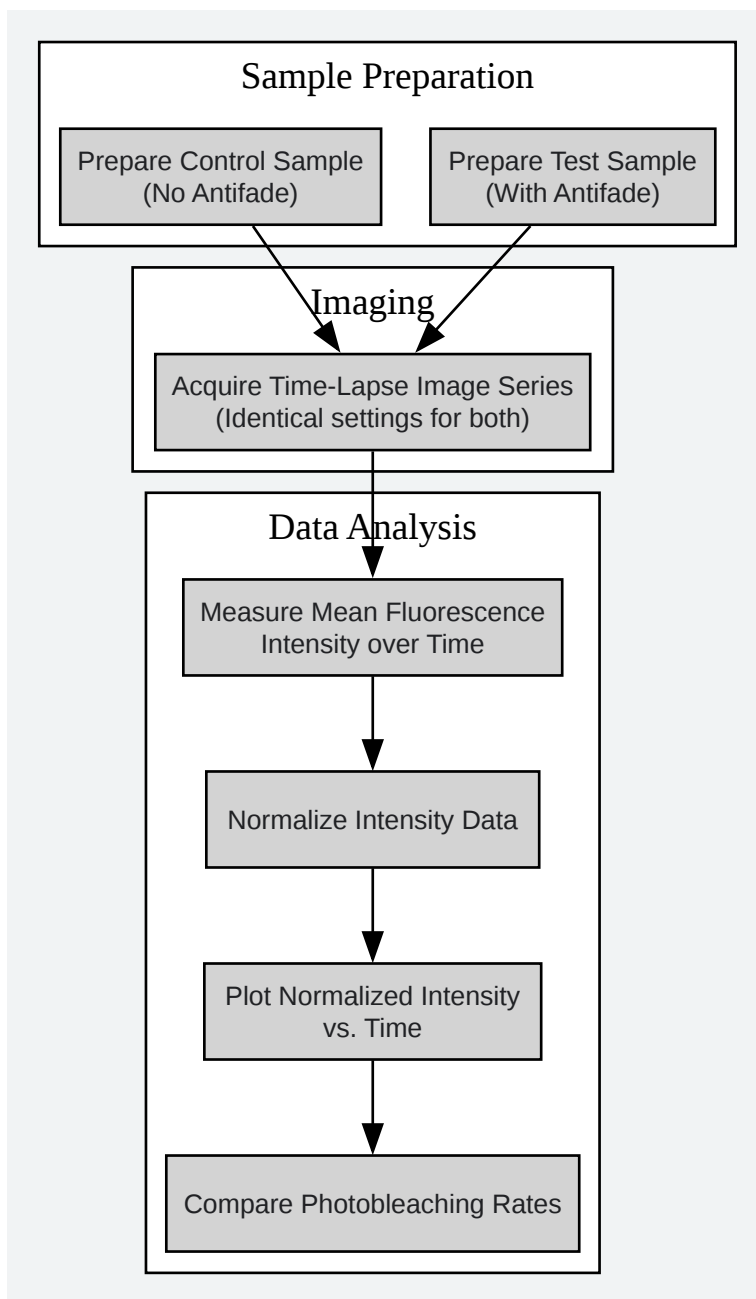 Sample Preparation
Prepare Control Sample
(No Antifade)
Prepare Test Sample
(With Antifade)
Imaging
Acquire Time-Lapse Image Series
(Identical settings for both)
Data Analysis
Measure Mean Fluorescence
Intensity over Time
Normalize Intensity Data
Plot Normalized Intensity
vs. Time
Compare Photobleaching Rates